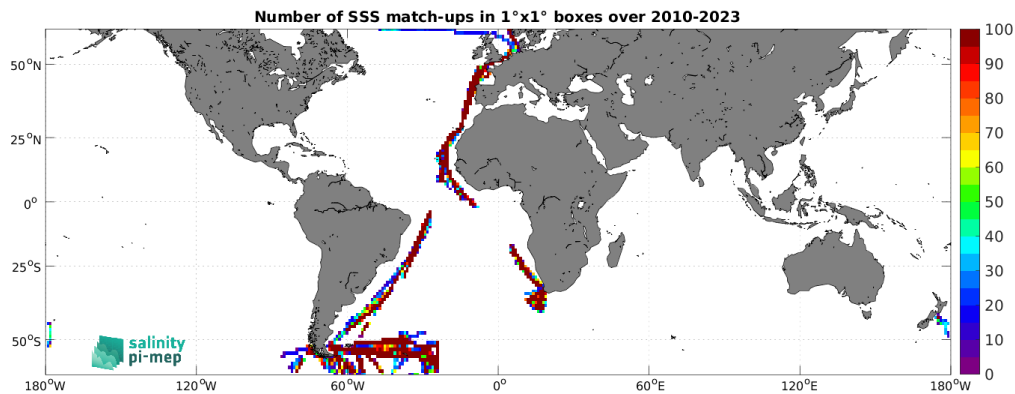 Number of SSS match-ups in 1°x1° boxes over 2010-2023
100
90
80
70
60
50
40
30
20
10
0
50°N
25°N
0°
25°S
50°S
salinity
pi-mep
180°W 120°W 60°W 0° 60°E 120°E 180°W